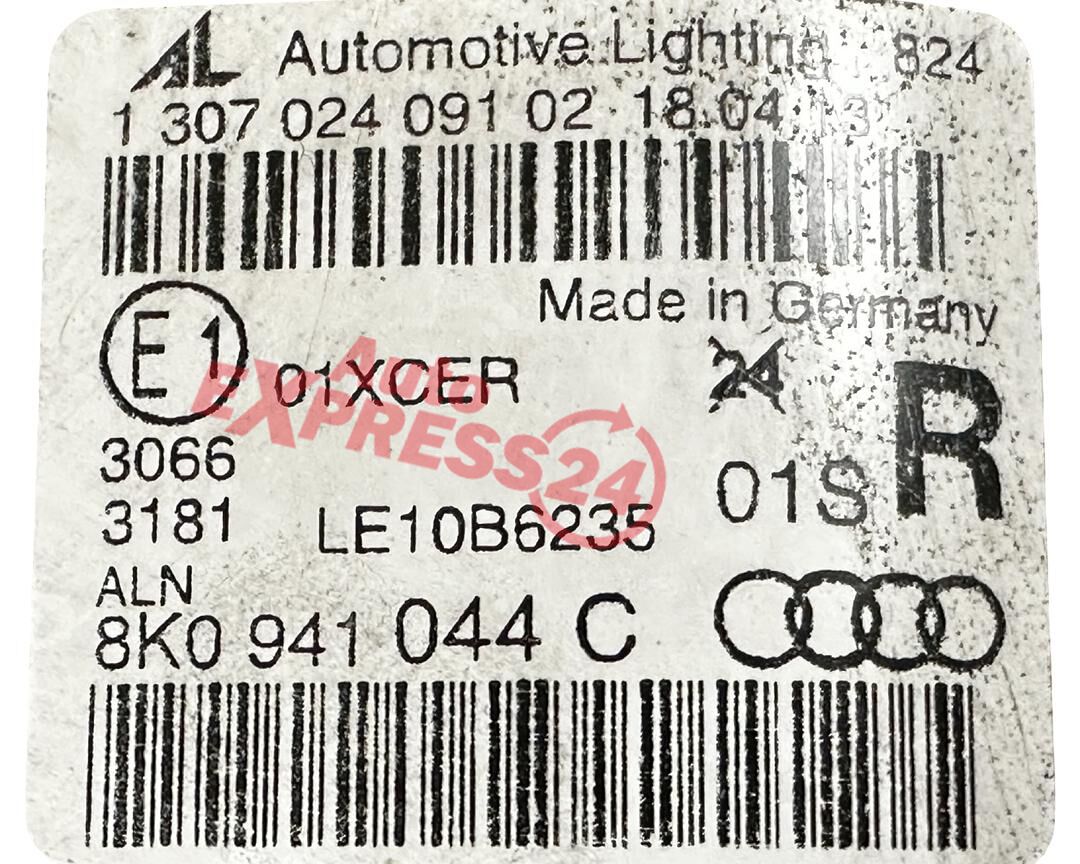 AL Automotive Lighting 824
1 307 024 091 02 18.04 13
Made in Germany
E1 01XCER 24 R
Auto
EXPRESS24
3066
01S
3181 LE10B6235
ALN
8K0 941 044 C